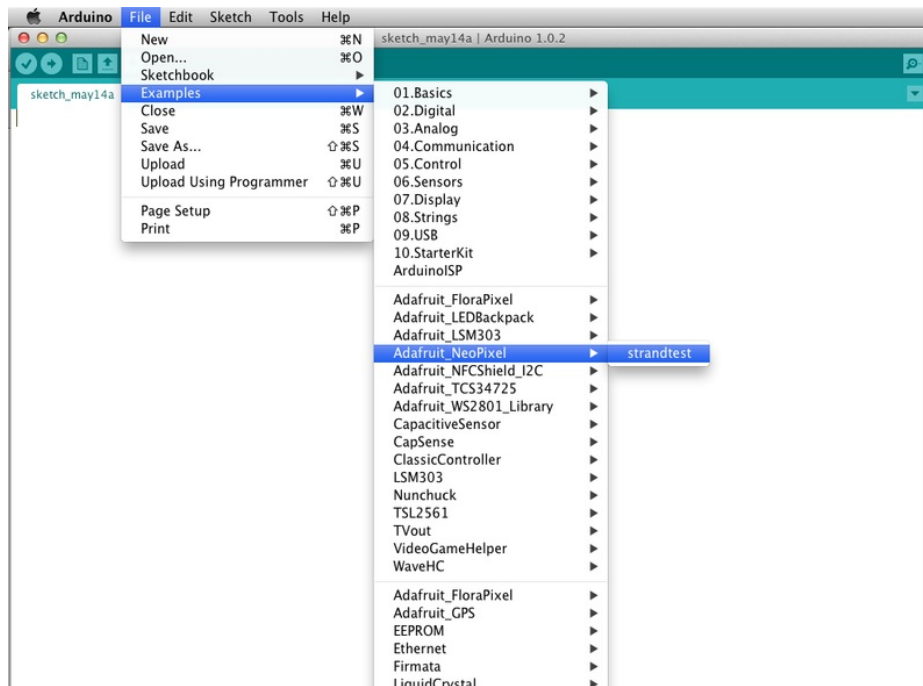 Arduino File Edit Sketch Tools Help
sketch_may14a | Arduino 1.0.2
sketch_may14a
New ⌘N
Open... ⌘O
Sketchbook
Examples
Close ⌘W
Save ⌘S
Save As... ⇧⌘S
Upload ⌘U
Upload Using Programmer ⇧⌘U
Page Setup ⇧⌘P
Print ⌘P
01.Basics
02.Digital
03.Analog
04.Communication
05.Control
06.Sensors
07.Display
08.Strings
09.USB
10.StarterKit
ArduinoISP
Adafruit_FloraPixel
Adafruit_LEDBackpack
Adafruit_LSM303
Adafruit_NeoPixel
strandtest
Adafruit_NFCShield_I2C
Adafruit_TCS34725
Adafruit_WS2801_Library
CapacitiveSensor
CapSense
ClassicController
LSM303
Nunchuck
TSL2561
TVout
VideoGameHelper
WaveHC
Adafruit_FloraPixel
Adafruit_GPS
EEPROM
Ethernet
Firmata
LiquidCrystal